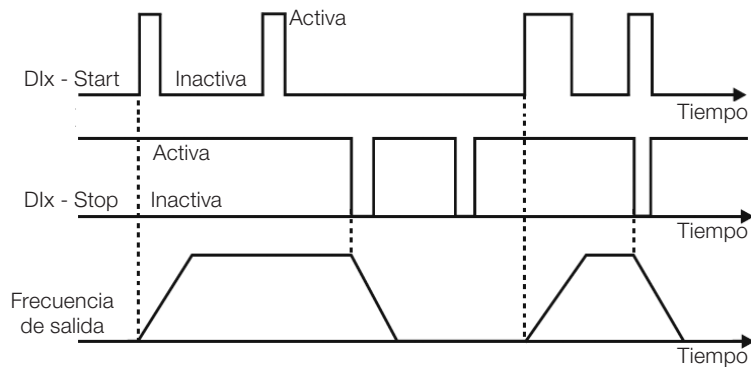 Activa
DIx - Start
Inactiva
Tiempo
Activa
DIx - Stop
Inactiva
Tiempo
Frecuencia
de salida
Tiempo